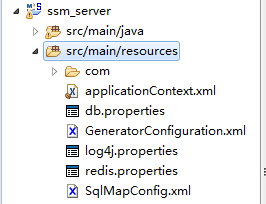 ssm_server
src/main/java
src/main/resources
com
applicationContext.xml
db.properties
GeneratorConfiguration.xml
log4j.properties
redis.properties
SqlMapConfig.xml